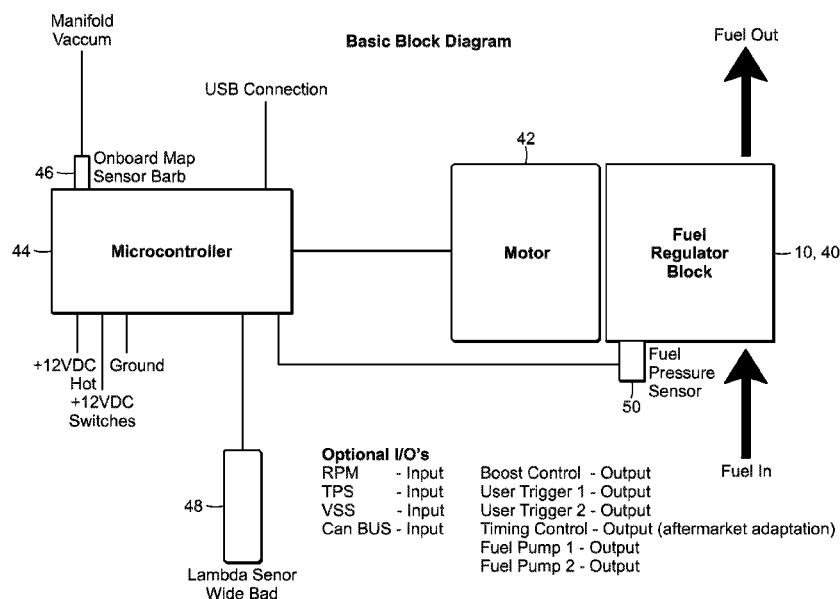 Manifold
Vaccum
Basic Block Diagram
Fuel Out
USB Connection
42
46
Onboard Map
Sensor Barb
44
Microcontroller
Motor
Fuel
Regulator
Block
10, 40
+12VDC
Hot
+12VDC
Switches
Ground
Fuel
Pressure
Sensor
50
Fuel In
48
Lambda Senor
Wide Bad
Optional I/O's
RPM - Input
TPS - Input
VSS - Input
Can BUS - Input
Boost Control - Output
User Trigger 1 - Output
User Trigger 2 - Output
Timing Control - Output (aftermarket adaptation)
Fuel Pump 1 - Output
Fuel Pump 2 - Output